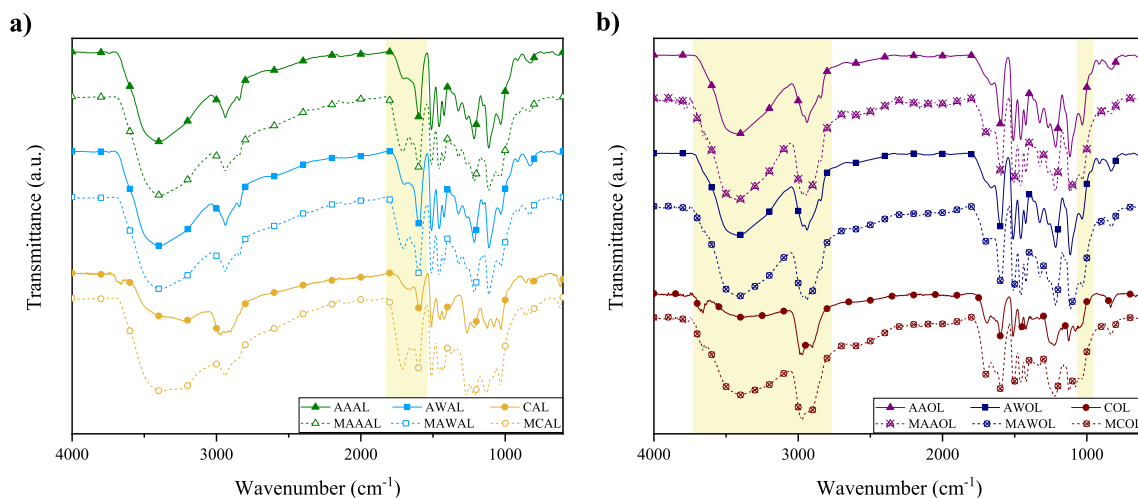 a)
Transmittance (a.u.)
AAAL AWAL CAL
MAAAL MAWAL MCAL
4000 3000 2000 1000
Wavenumber (cm⁻¹)
b)
Transmittance (a.u.)
AAOL AWOL COL
MAAOL MAWOL MCOL
4000 3000 2000 1000
Wavenumber (cm⁻¹)